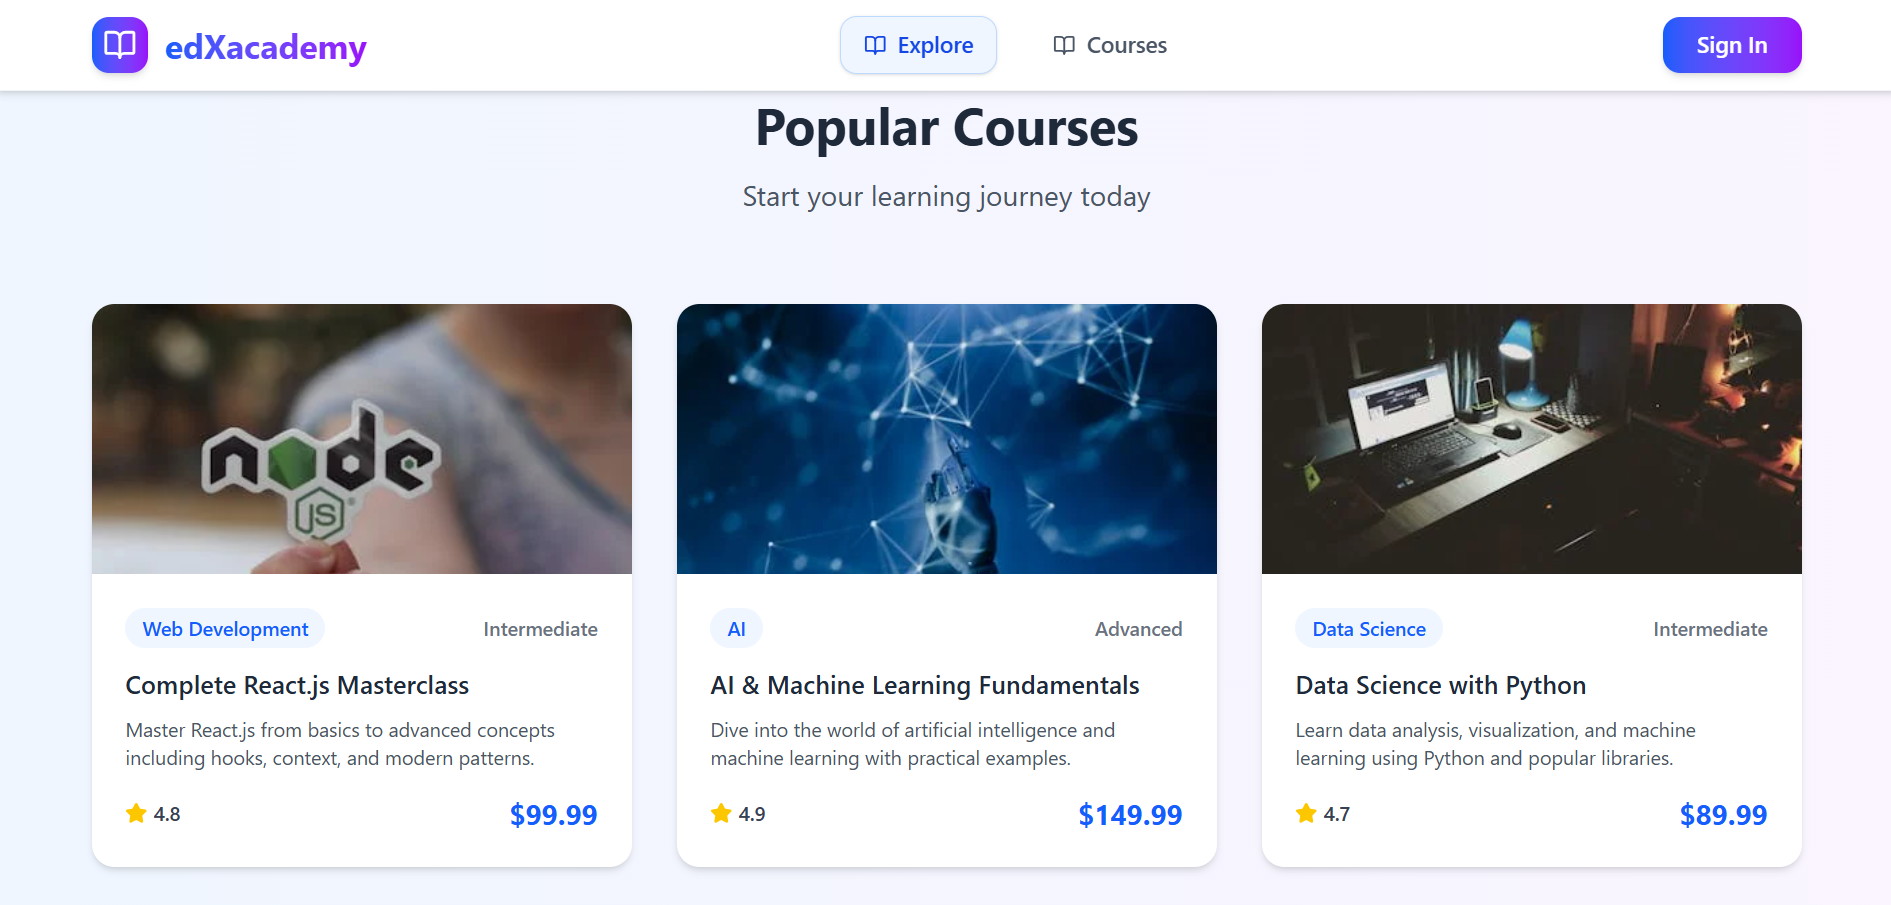 edXacademy
Explore
Courses
Sign In
Popular Courses
Start your learning journey today
node
JS
Web Development
Intermediate
Complete React.js Masterclass
Master React.js from basics to advanced concepts
including hooks, context, and modern patterns.
4.8
$99.99
AI
Advanced
AI & Machine Learning Fundamentals
Dive into the world of artificial intelligence and
machine learning with practical examples.
4.9
$149.99
Data Science
Intermediate
Data Science with Python
Learn data analysis, visualization, and machine
learning using Python and popular libraries.
4.7
$89.99